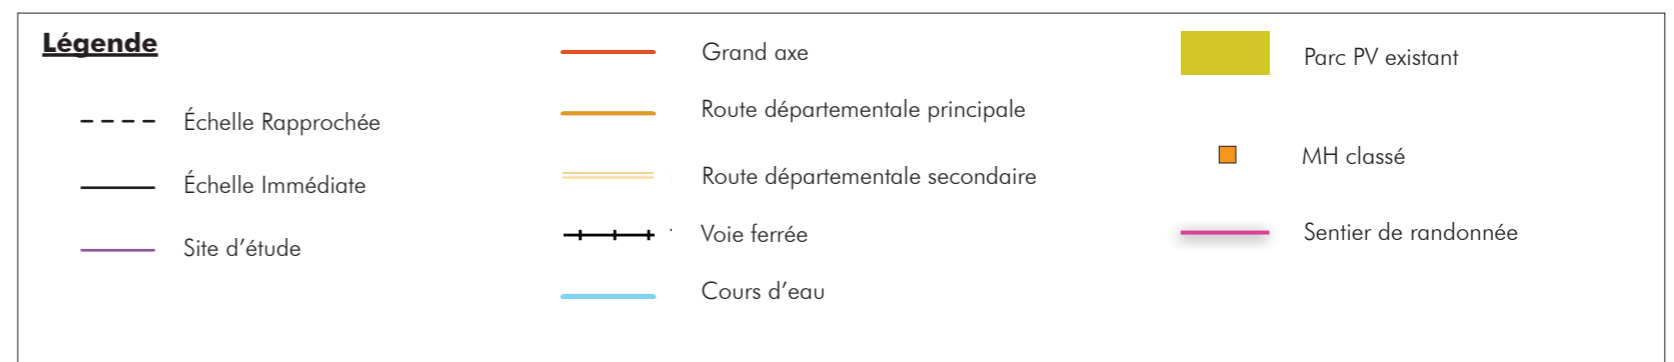 Légende
Échelle Rapprochée
Échelle Immédiate
Site d’étude
Grand axe
Route départementale principale
Route départementale secondaire
Voie ferrée
Cours d’eau
Parc PV existant
MH classé
Sentier de randonnée